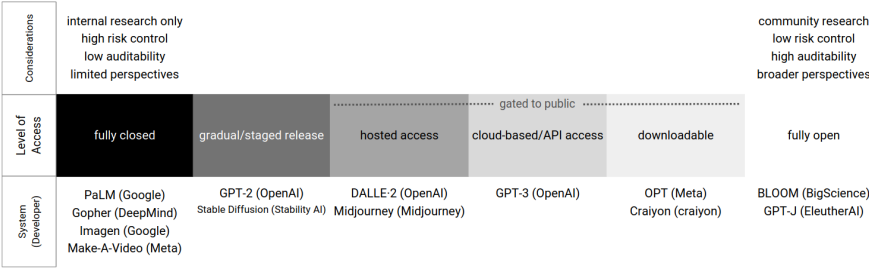 Considerations
internal research only
high risk control
low auditability
limited perspectives
community research
low risk control
high auditability
broader perspectives
Level of
Access
gated to public
fully closed
gradual/staged release
hosted access
cloud-based/API access
downloadable
fully open
System
(Developer)
PaLM (Google)
Gopher (DeepMind)
Imagen (Google)
Make-A-Video (Meta)
GPT-2 (OpenAI)
Stable Diffusion (Stability AI)
DALLE·2 (OpenAI)
Midjourney (Midjourney)
GPT-3 (OpenAI)
OPT (Meta)
Craiyon (craiyon)
BLOOM (BigScience)
GPT-J (EleutherAI)